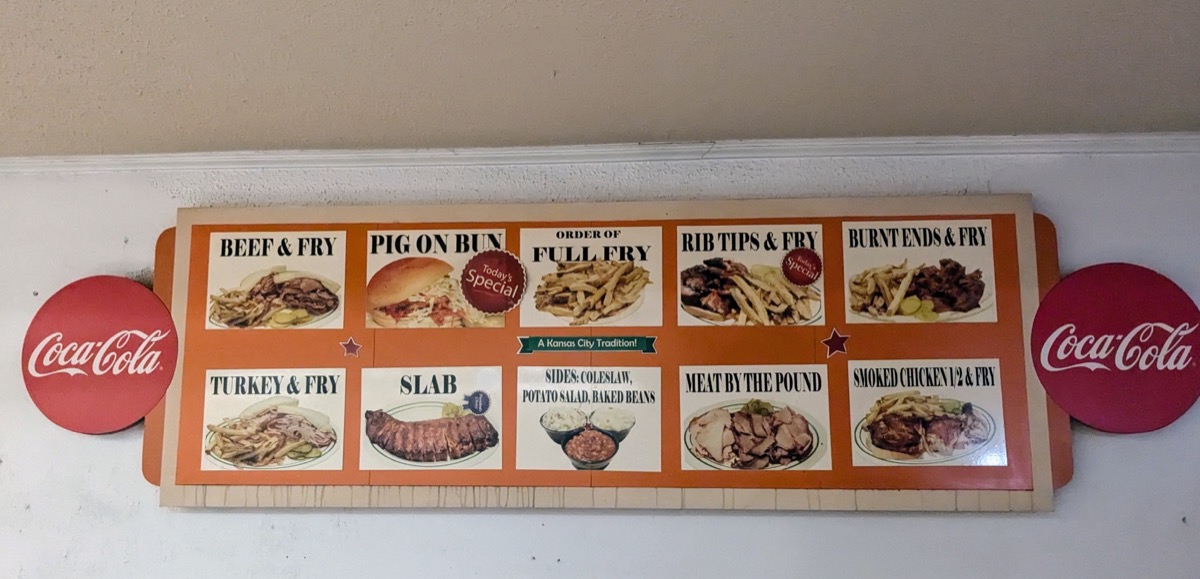 BEEF & FRY
PIG ON BUN
Today's
Special
ORDER OF
FULL FRY
RIB TIPS & FRY
Today's
Special
BURNT ENDS & FRY
Coca-Cola
A Kansas City Tradition!
Coca-Cola
TURKEY & FRY
SLAB
SIDES: COLESLAW,
POTATO SALAD, BAKED BEANS
MEAT BY THE POUND
SMOKED CHICKEN 1/2 & FRY